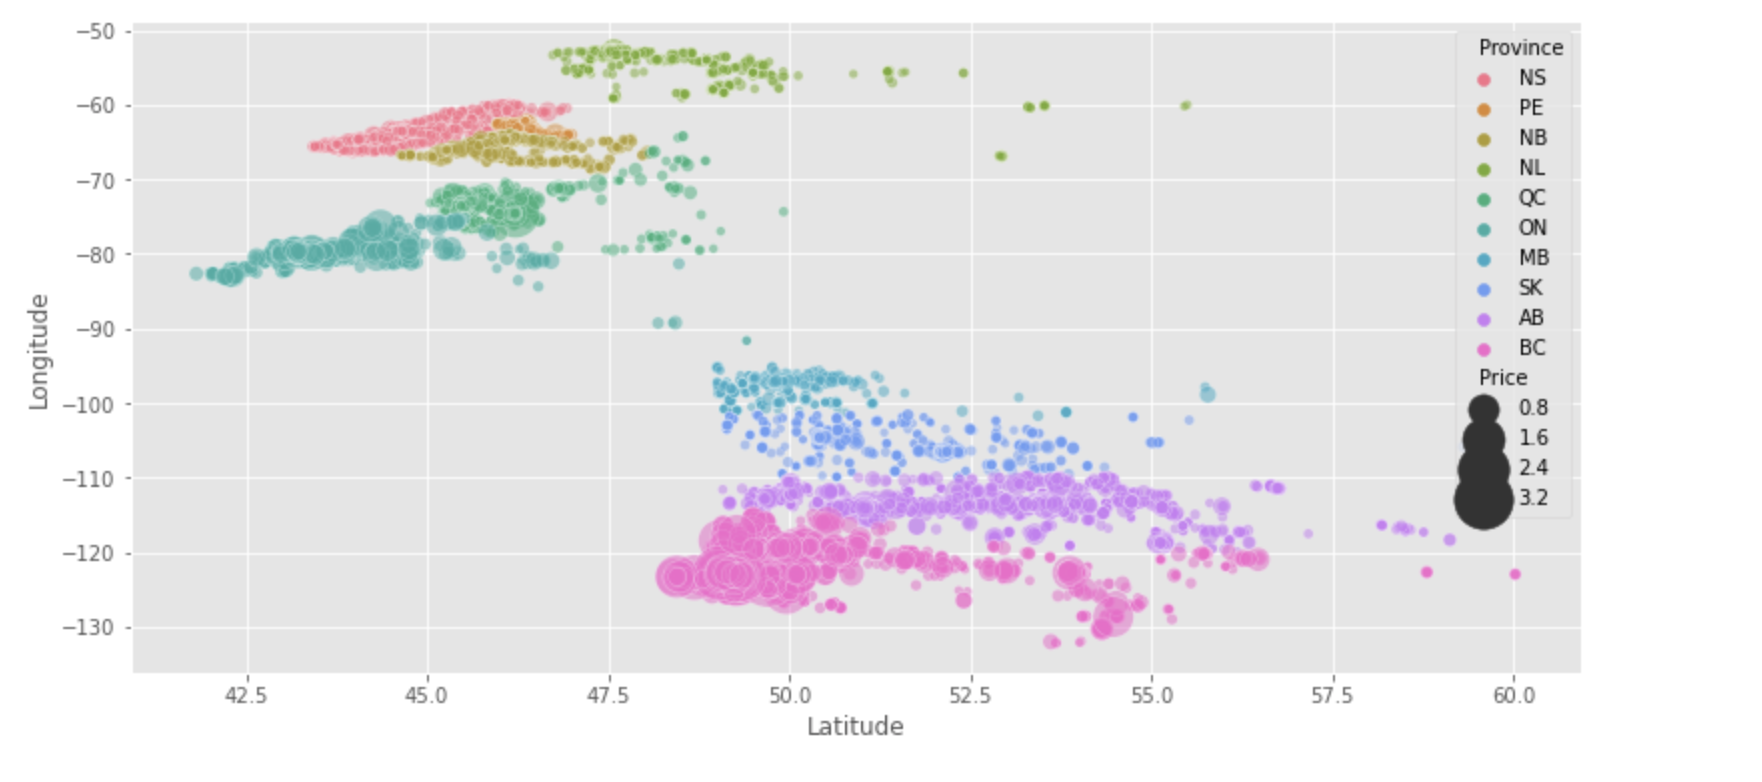 −50
−60
−70
−80
−90
−100
−110
−120
−130
Longitude
42.5 45.0 47.5 50.0 52.5 55.0 57.5 60.0
Latitude
Province
NS
PE
NB
NL
QC
ON
MB
SK
AB
BC
Price
0.8
1.6
2.4
3.2